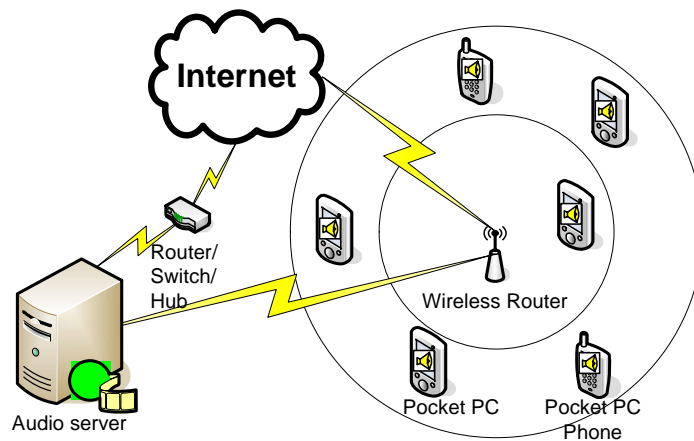 Internet
Router/
Switch/
Hub
Wireless Router
Audio server
Pocket PC
Pocket PC
Phone